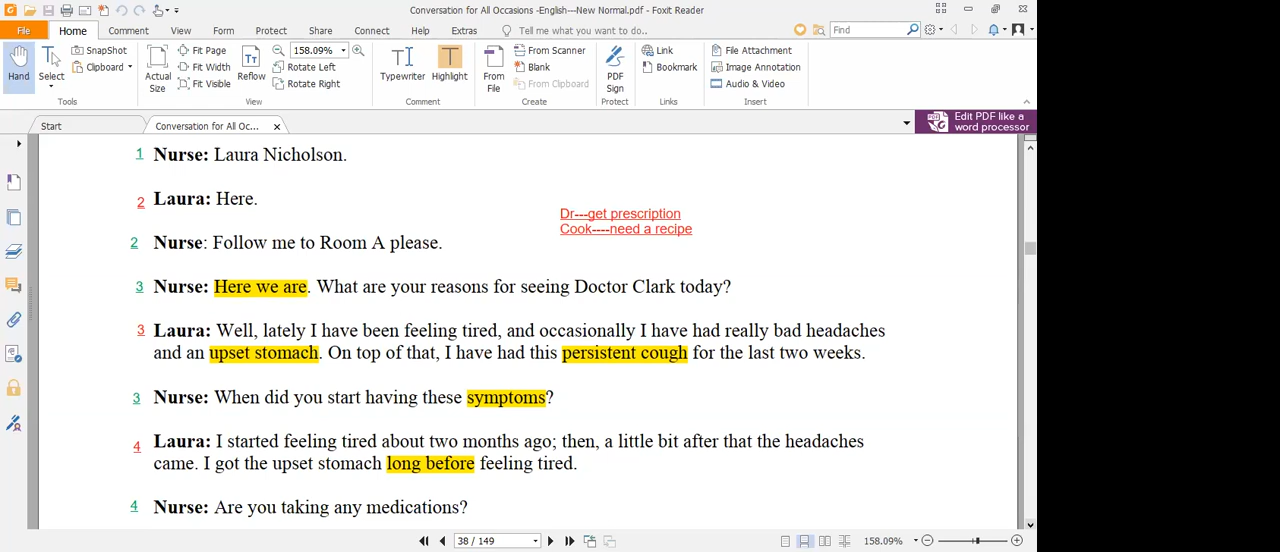 Conversation for All Occasions -English---New Normal.pdf - Foxit Reader
File Home Comment View Form Protect Share Connect Help Extras Tell me what you want to do.. Find
Hand
Select
SnapShot
Clipboard
Tools
Actual Size
Fit Page
Fit Width
Fit Visible
Reflow
158.09%
Rotate Left
Rotate Right
View
Typewriter
Highlight
Comment
From File
From Scanner
Blank
From Clipboard
Create
PDF Sign
Protect
Link
Bookmark
Links
File Attachment
Image Annotation
Audio & Video
Insert
Start
Conversation for All Oc...
Edit PDF like a
word processor
1 Nurse: Laura Nicholson.
2 Laura: Here.
Dr---get prescription
Cook----need a recipe
2 Nurse: Follow me to Room A please.
3 Nurse: Here we are. What are your reasons for seeing Doctor Clark today?
3 Laura: Well, lately I have been feeling tired, and occasionally I have had really bad headaches
and an upset stomach. On top of that, I have had this persistent cough for the last two weeks.
3 Nurse: When did you start having these symptoms?
4 Laura: I started feeling tired about two months ago; then, a little bit after that the headaches
came. I got the upset stomach long before feeling tired.
4 Nurse: Are you taking any medications?
38 / 149
158.09%